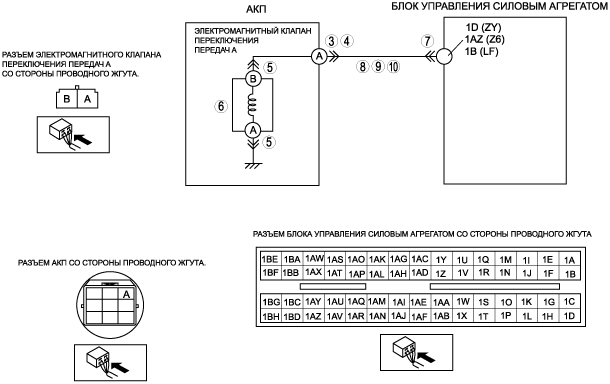 АКП
БЛОК УПРАВЛЕНИЯ СИЛОВЫМ АГРЕГАТОМ
ЭЛЕКТРОМАГНИТНЫЙ КЛАПАН
ПЕРЕКЛЮЧЕНИЯ
ПЕРЕДАЧ А
1D (ZY)
1AZ (Z6)
1B (LF)
A
3 4
7
8 9 10
5
B
6
A
5
РАЗЪЕМ ЭЛЕКТРОМАГНИТНОГО КЛАПАНА
ПЕРЕКЛЮЧЕНИЯ ПЕРЕДАЧ А
СО СТОРОНЫ ПРОВОДНОГО ЖГУТА.
B A
РАЗЪЕМ АКП СО СТОРОНЫ ПРОВОДНОГО ЖГУТА.
A
РАЗЪЕМ БЛОКА УПРАВЛЕНИЯ СИЛОВЫМ АГРЕГАТОМ СО СТОРОНЫ ПРОВОДНОГО ЖГУТА
1BE 1BA 1AW 1AS 1AO 1AK 1AG 1AC 1Y 1U 1Q 1M 1I 1E 1A
1BF 1BB 1AX 1AT 1AP 1AL 1AH 1AD 1Z 1V 1R 1N 1J 1F 1B
1BG 1BC 1AY 1AU 1AQ 1AM 1AI 1AE 1AA 1W 1S 1O 1K 1G 1C
1BH 1BD 1AZ 1AV 1AR 1AN 1AJ 1AF 1AB 1X 1T 1P 1L 1H 1D